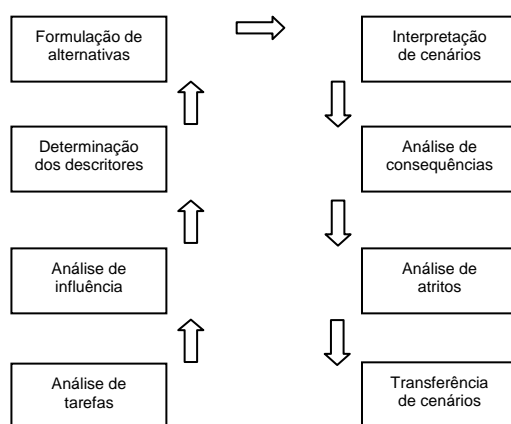 Formulação de
alternativas
Interpretação
de cenários
Determinação
dos descritores
Análise de
consequências
Análise de
influência
Análise de
atritos
Análise de
tarefas
Transferência
de cenários